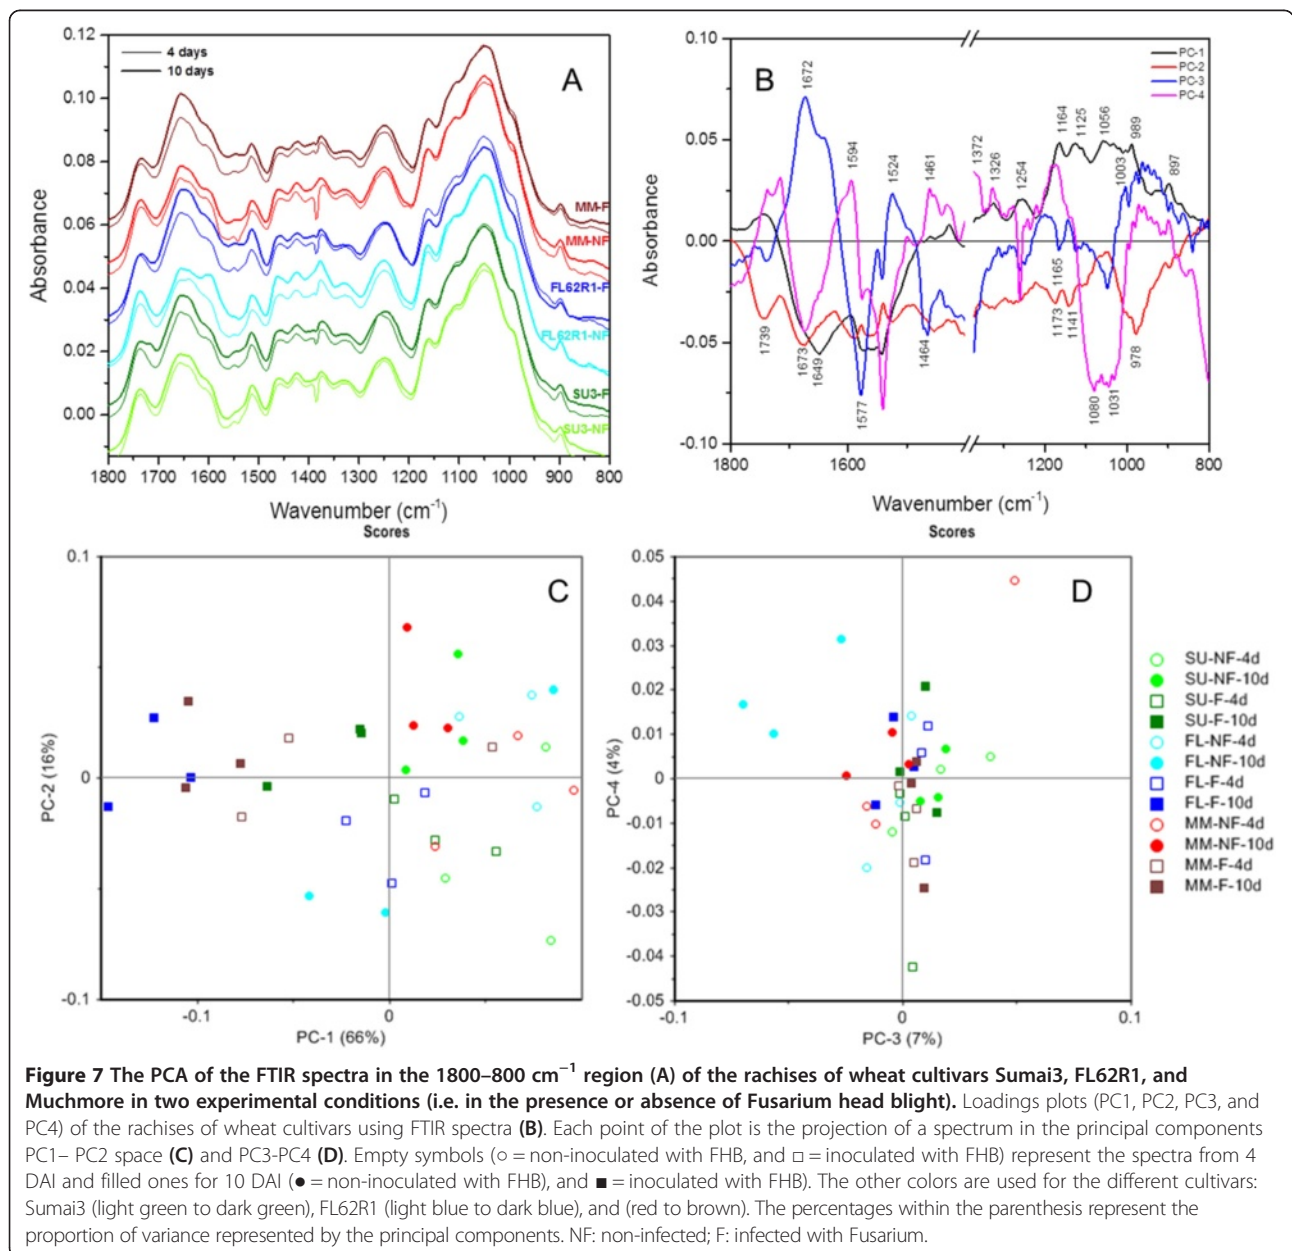 0.12
0.10
0.08
0.06
0.04
0.02
0.00
Absorbance
4 days
10 days
A
MM-F
MM-NF
FL62R1-F
FL62R1-NF
SU3-F
SU3-NF
1800 1700 1600 1500 1400 1300 1200 1100 1000 900 800
Wavenumber (cm⁻¹)
0.10
0.05
0.00
-0.05
-0.10
Absorbance
B
PC-1
PC-2
PC-3
PC-4
1672
1594
1524
1461
1372
1326
1254
1164
1125
1056
1003
989
897
1739
1673
1649
1577
1464
1165
1173
1141
1080
1031
978
1800 1600 1200 1000 800
Wavenumber (cm⁻¹)
Scores
C
0.1
0
-0.1
PC-2 (16%)
-0.1 0
PC-1 (66%)
Scores
D
0.05
0.04
0.03
0.02
0.01
0
-0.01
-0.02
-0.03
-0.04
-0.05
PC-4 (4%)
-0.1 0 0.1
PC-3 (7%)
SU-NF-4d
SU-NF-10d
SU-F-4d
SU-F-10d
FL-NF-4d
FL-NF-10d
FL-F-4d
FL-F-10d
MM-NF-4d
MM-NF-10d
MM-F-4d
MM-F-10d
Figure 7 The PCA of the FTIR spectra in the 1800–800 cm⁻¹ region (A) of the rachises of wheat cultivars Sumai3, FL62R1, and
Muchmore in two experimental conditions (i.e. in the presence or absence of Fusarium head blight). Loadings plots (PC1, PC2, PC3, and
PC4) of the rachises of wheat cultivars using FTIR spectra (B). Each point of the plot is the projection of a spectrum in the principal components
PC1– PC2 space (C) and PC3-PC4 (D). Empty symbols (○ = non-inoculated with FHB, and □ = inoculated with FHB) represent the spectra from 4
DAI and filled ones for 10 DAI (● = non-inoculated with FHB), and ■ = inoculated with FHB). The other colors are used for the different cultivars:
Sumai3 (light green to dark green), FL62R1 (light blue to dark blue), and (red to brown). The percentages within the parenthesis represent the
proportion of variance represented by the principal components. NF: non-infected; F: infected with Fusarium.